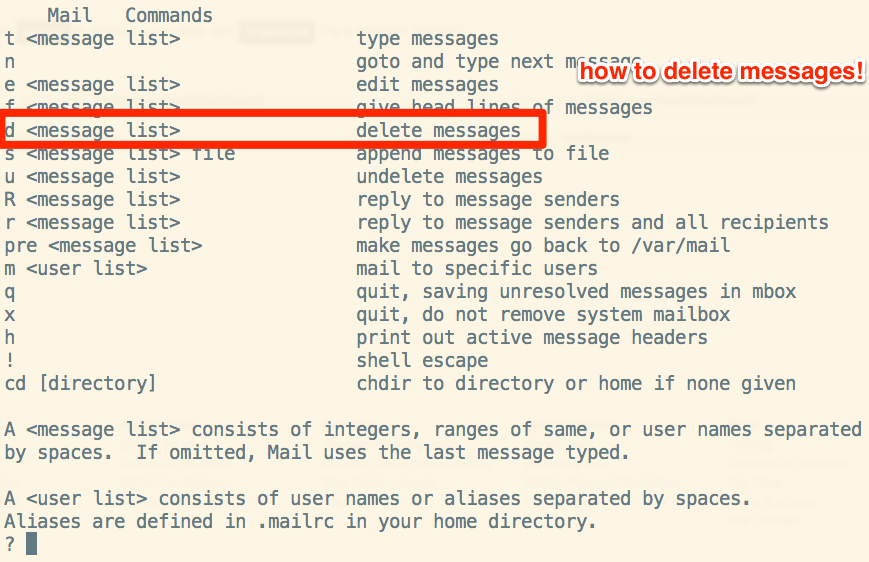 Mail Commands
t <message list> type messages
n goto and type next message
how to delete messages!
e <message list> edit messages
f <message list> give head lines of messages
d <message list> delete messages
s <message list> file append messages to file
u <message list> undelete messages
R <message list> reply to message senders
r <message list> reply to message senders and all recipients
pre <message list> make messages go back to /var/mail
m <user list> mail to specific users
q quit, saving unresolved messages in mbox
x quit, do not remove system mailbox
h print out active message headers
! shell escape
cd [directory] chdir to directory or home if none given
A <message list> consists of integers, ranges of same, or user names separated
by spaces. If omitted, Mail uses the last message typed.
A <user list> consists of user names or aliases separated by spaces.
Aliases are defined in .mailrc in your home directory.
?